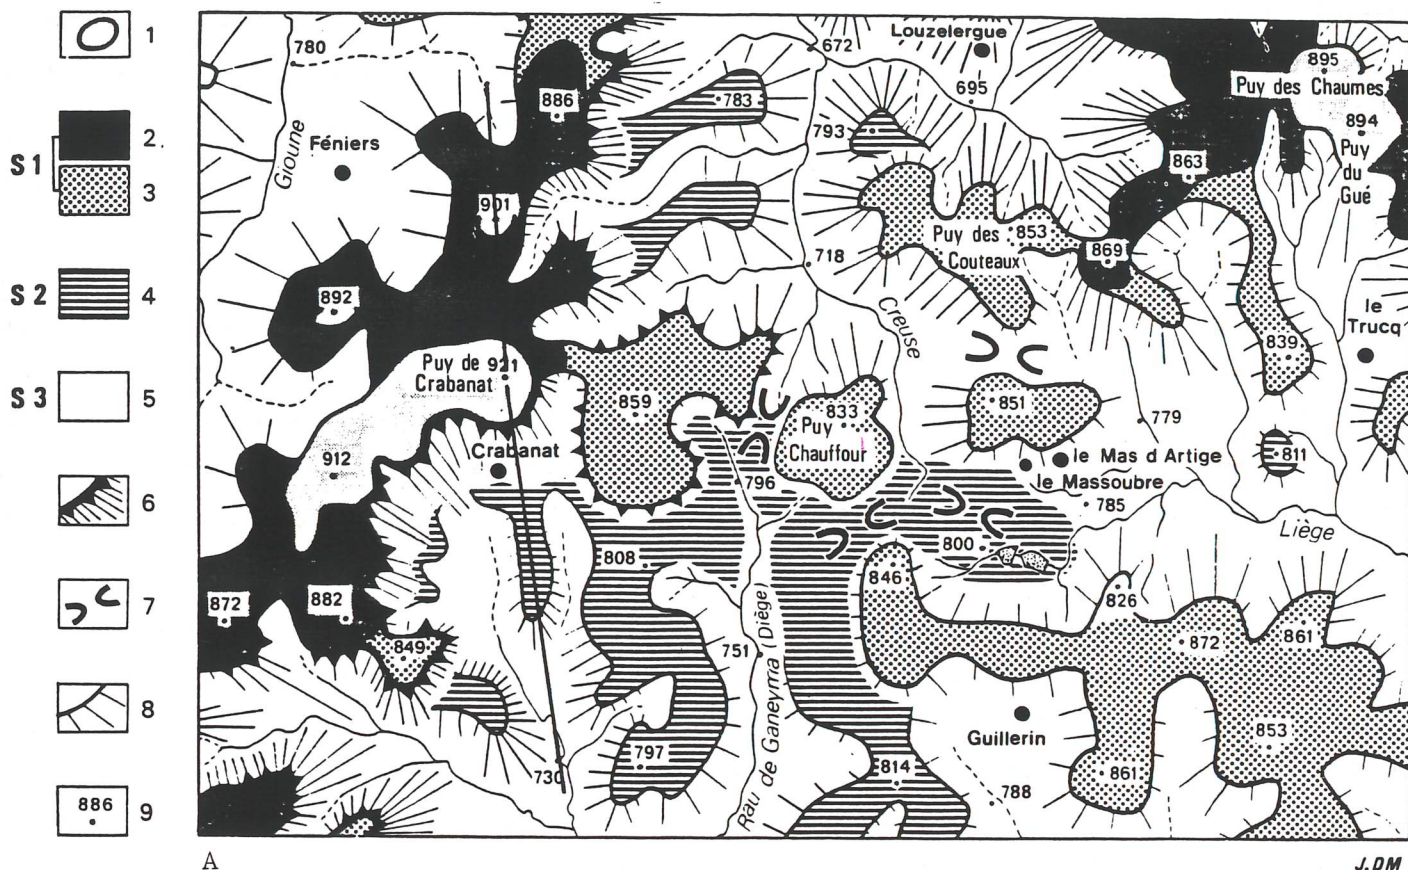 1
2
S 1
3
S 2
4
S 3
5
6
7
8
886
9
780
672
Louzelergue
895
Puy des Chaumes
886
783
695
894
793
Féniers
Puy
du
Gué
863
Gioune
901
Puy des
Couteaux
853
869
718
892
Creuse
le
Trucq
839
Puy de
Crabanat
921
859
833
Puy
Chauffour
851
779
912
Crabanat
le Mas d Artige
le Massoubre
811
796
785
Liège
808
800
846
826
872
882
872
861
849
751
Rau de Ganeyma (Diège)
Guillerin
853
797
730
814
861
788
A
J.DM